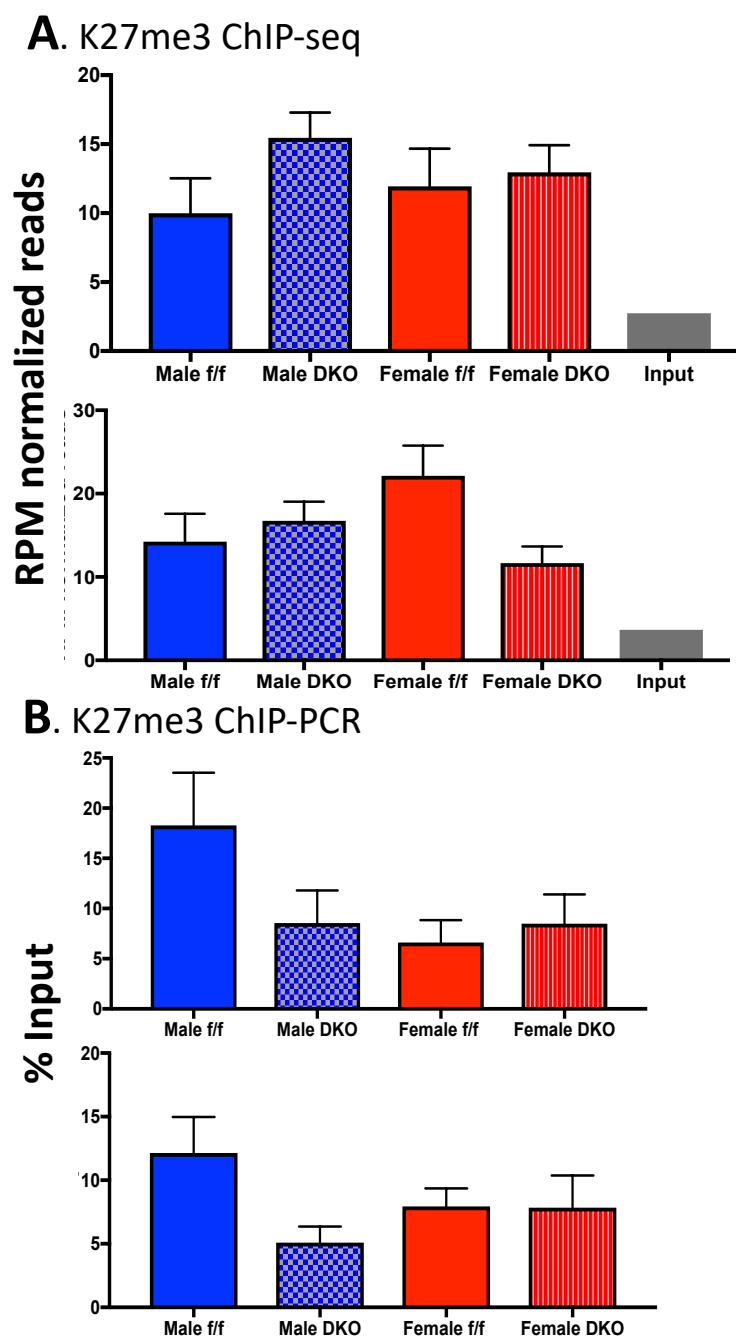 A. K27me3 ChIP-seq
RPM normalized reads
20
15
10
5
0
Male f/f Male DKO Female f/f Female DKO Input
30
20
10
0
Male f/f Male DKO Female f/f Female DKO Input
B. K27me3 ChIP-PCR
% Input
25
20
15
10
5
0
Male f/f Male DKO Female f/f Female DKO
20
15
10
5
0
Male f/f Male DKO Female f/f Female DKO